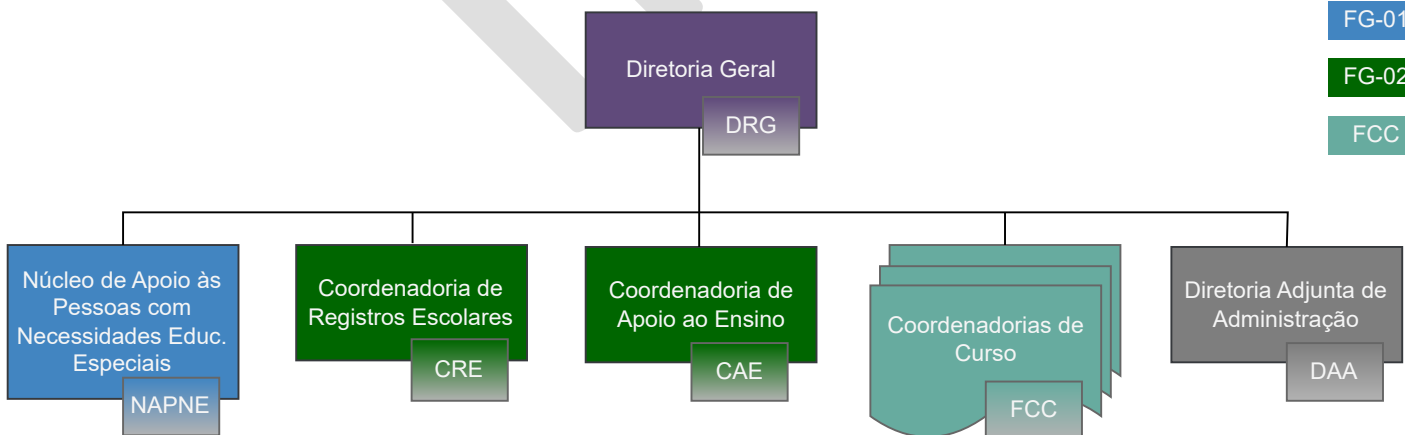 FG-01
Diretoria Geral
FG-02
DRG
FCC
Núcleo de Apoio às
Pessoas com
Necessidades Educ.
Especiais
NAPNE
Coordenadoria de
Registros Escolares
CRE
Coordenadoria de
Apoio ao Ensino
CAE
Coordenadorias de
Curso
FCC
Diretoria Adjunta de
Administração
DAA